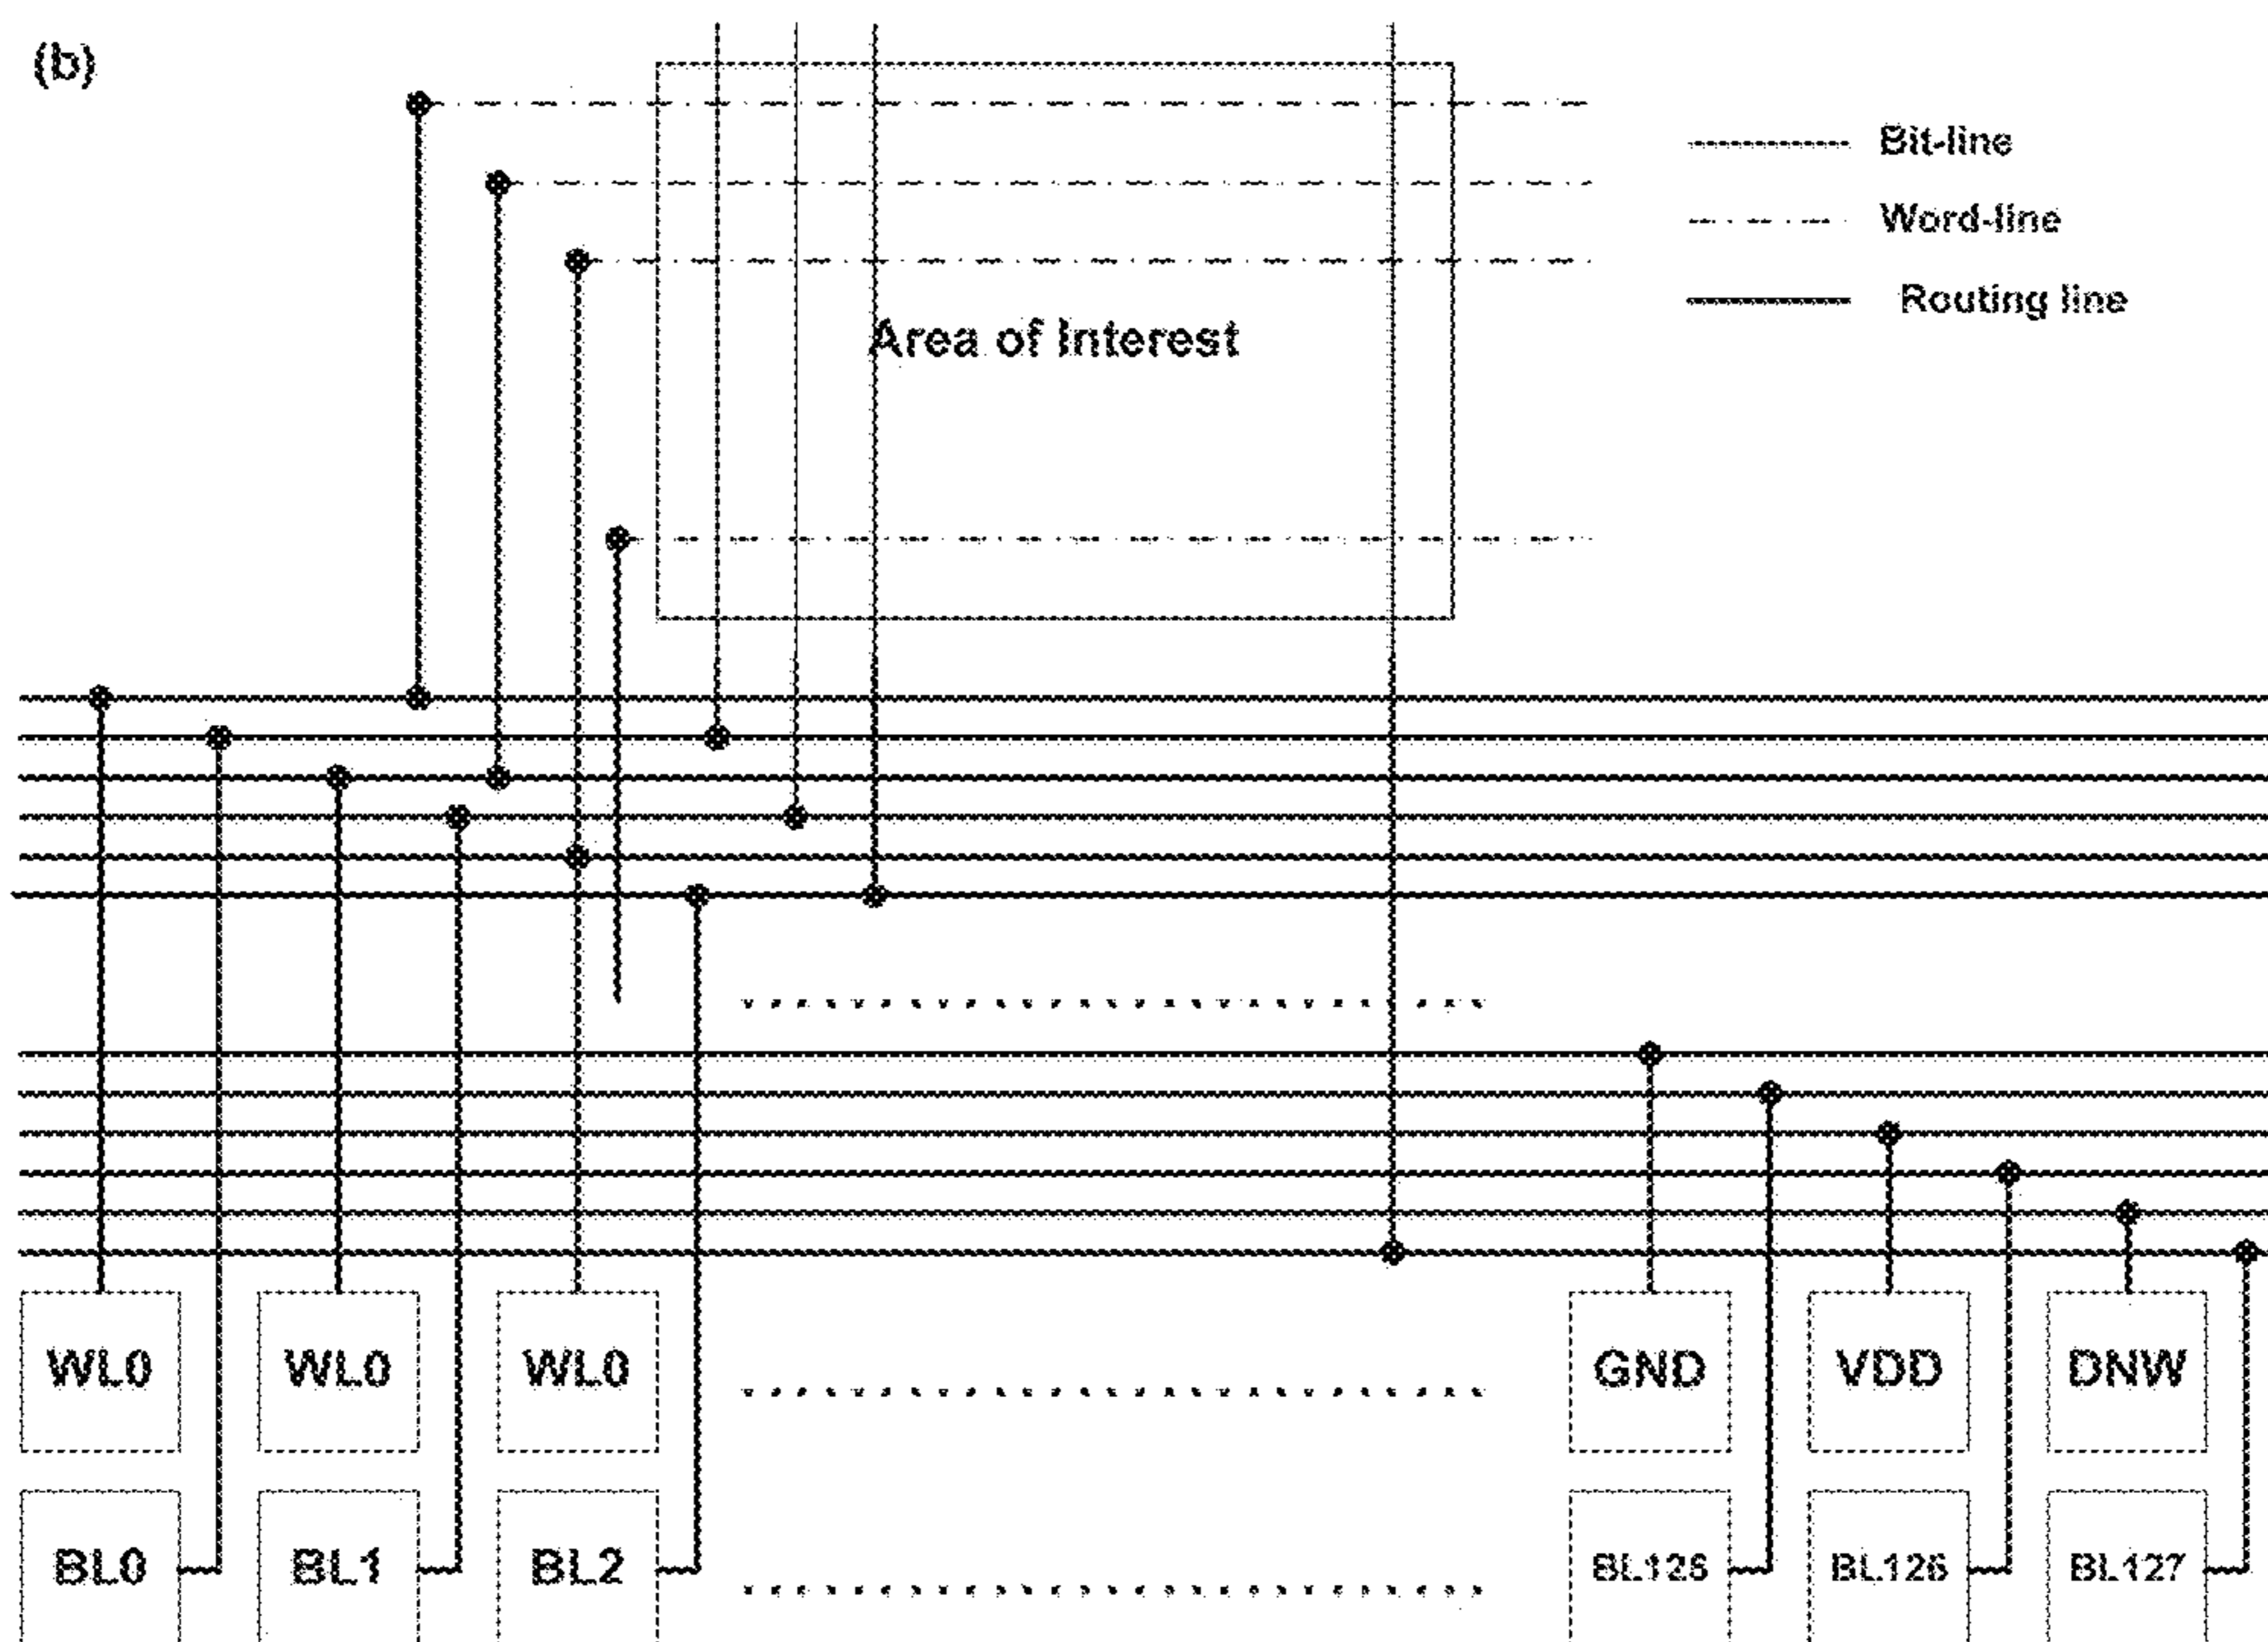 (b)
Bit-line
Word-line
Routing line
Area of Interest
WL0 WL0 WL0 GND VDD DNW
BL0 BL1 BL2 BL125 BL126 BL127